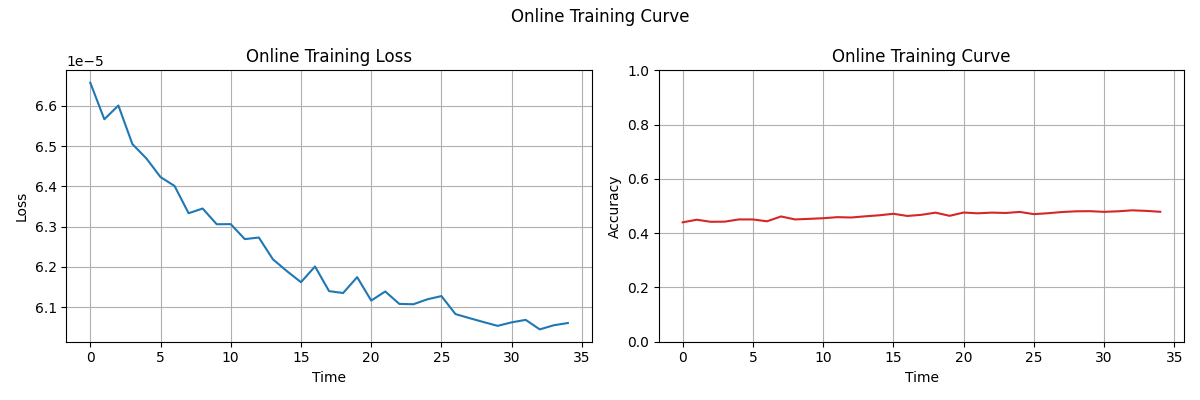 Online Training Curve
Online Training Loss
1e−5
6.6
6.5
6.4
6.3
6.2
6.1
Loss
0 5 10 15 20 25 30 35
Time
Online Training Curve
1.0
0.8
0.6
0.4
0.2
0.0
Accuracy
0 5 10 15 20 25 30 35
Time